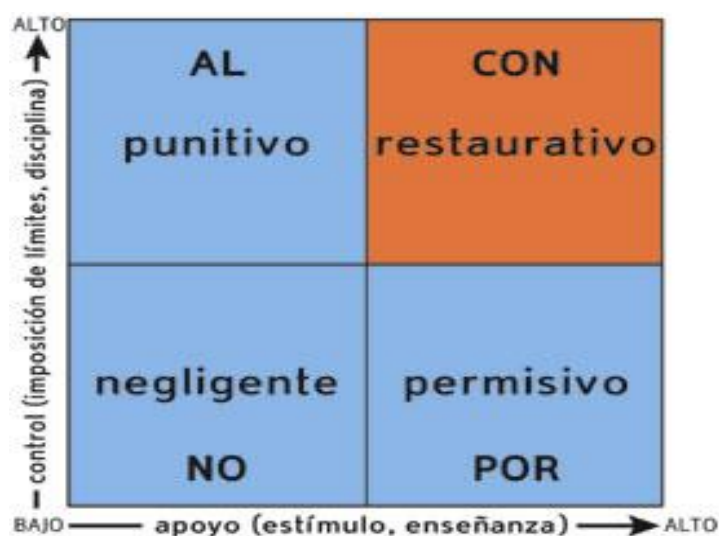 ALTO
control (imposición de límites, disciplina)
AL
punitivo
CON
restaurativo
negligente
NO
permisivo
POR
BAJO
apoyo (estímulo, enseñanza)
ALTO